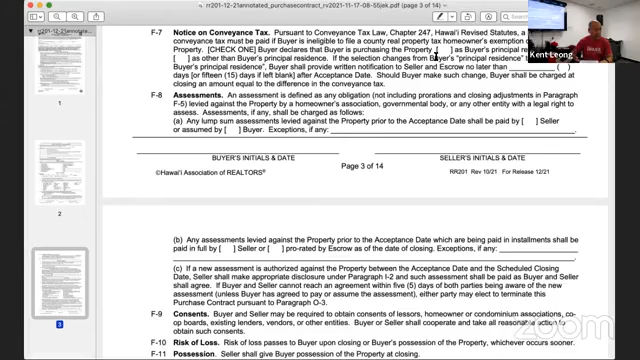 rr201-12-21annotated_purchasecontract_rv2021-11-17-08-55jek.pdf (page 3 of 14)
Kent Leong
1
2
3
F-7 Notice on Conveyance Tax. Pursuant to Conveyance Tax Law, Chapter 247, Hawai'i Revised Statutes, a
conveyance tax must be paid if Buyer is ineligible to file a county real property tax homeowner's exemption
Property. [CHECK ONE] Buyer declares that Buyer is purchasing the Property [ ] as Buyer's principal
[ ] as other than Buyer's principal residence. If the selection changes from Buyer's "principal residence"
Buyer's principal residence", Buyer shall provide written notification to Seller and Escrow no later than ________ ( )
days [or fifteen (15) days if left blank] after Acceptance Date. Should Buyer make such change, Buyer shall be charged at
closing an amount equal to the difference in the conveyance tax.
F-8 Assessments. An assessment is defined as any obligation (not including prorations and closing adjustments in Paragraph
F-5) levied against the Property by a homeowner's association, governmental body, or any other entity with a legal right to
assess. Assessments, if any, shall be charged as follows:
(a) Any lump sum assessments levied against the Property prior to the Acceptance Date shall be paid by [ ] Seller
or assumed by [ ] Buyer. Exceptions, if any: ________
BUYER'S INITIALS & DATE SELLER'S INITIALS & DATE
Page 3 of 14
©Hawai'i Association of REALTORS® RR201 Rev 10/21 For Release 12/21
(b) Any assessments levied against the Property prior to the Acceptance Date which are being paid in installments shall be
paid in full by [ ] Seller or [ ] pro-rated by Escrow as of the date of closing. Exceptions, if any: ________
(c) If a new assessment is authorized against the Property between the Acceptance Date and the Scheduled Closing
Date, Seller shall make appropriate disclosure under Paragraph I-2 and such assessment shall be paid as Buyer and Seller
shall agree. If Buyer and Seller cannot reach an agreement within five (5) days of both parties being aware of the new
assessment (unless Buyer has agreed to pay or assume the assessment), either party may elect to terminate this
Purchase Contract pursuant to Paragraph O-3.
F-9 Consents. Buyer and Seller may be required to obtain consents of lessors, homeowner or condominium associations, co-
op boards, existing lenders, vendors, or other entities. Buyer or Seller shall cooperate and take all reasonable action to
obtain such consents.
F-10 Risk of Loss. Risk of loss passes to Buyer upon closing or Buyer's possession of the Property, whichever occurs sooner.
F-11 Possession. Seller shall give Buyer possession of the Property at closing.
zoom